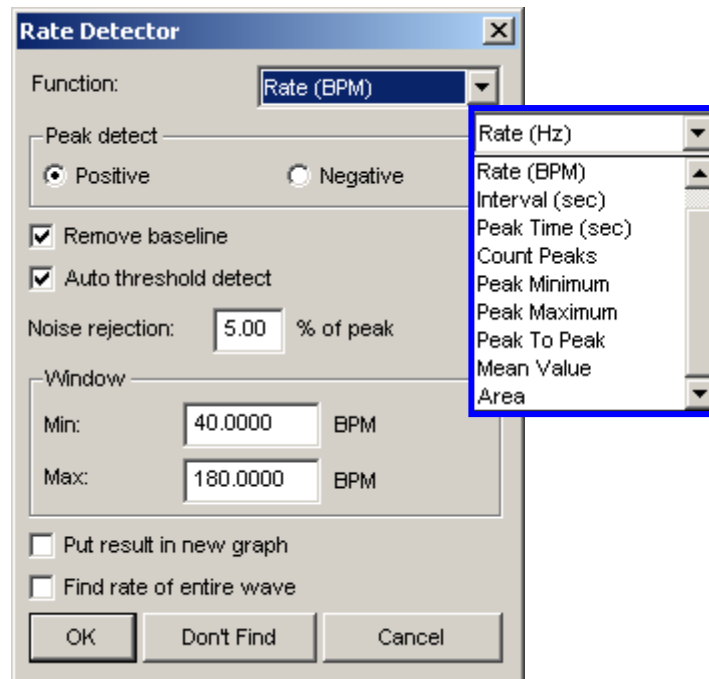 Rate Detector
Function: Rate (BPM)
Peak detect
Positive Negative
Remove baseline
Auto threshold detect
Noise rejection: 5.00 % of peak
Window
Min: 40.0000 BPM
Max: 180.0000 BPM
Put result in new graph
Find rate of entire wave
OK Don't Find Cancel
Rate (Hz)
Rate (BPM)
Interval (sec)
Peak Time (sec)
Count Peaks
Peak Minimum
Peak Maximum
Peak To Peak
Mean Value
Area